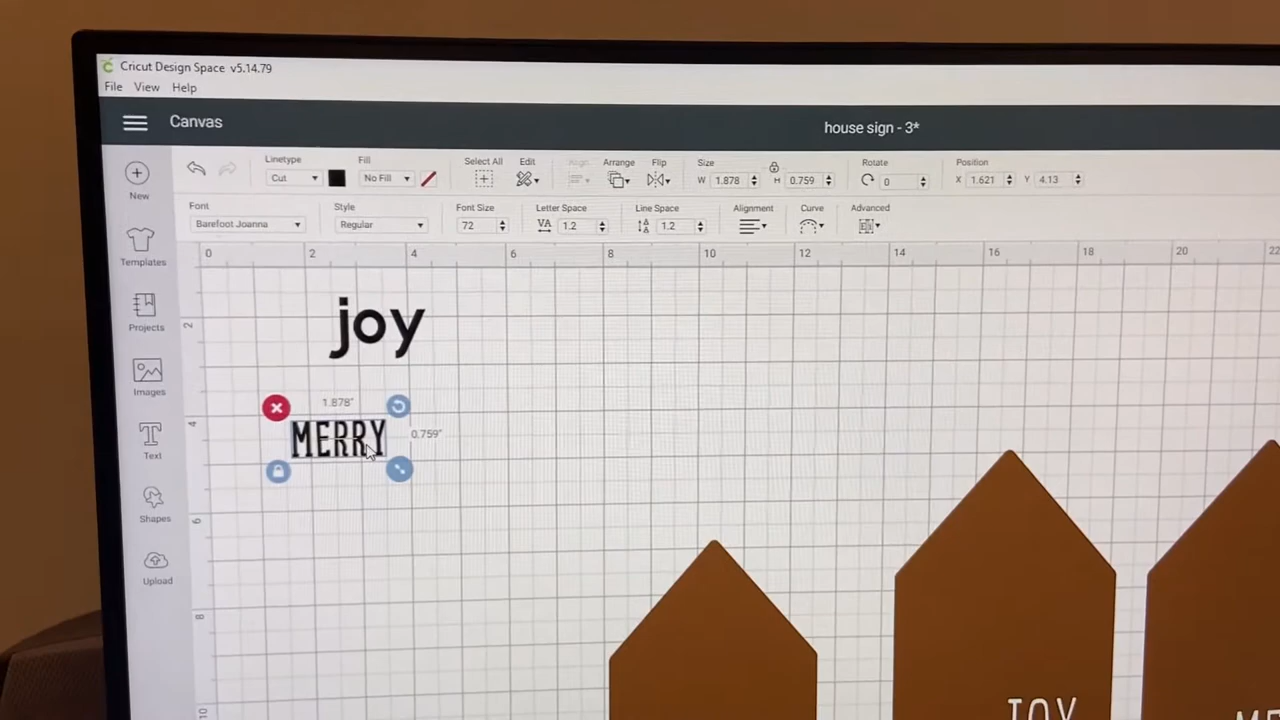 Cricut Design Space v5.14.79
File View Help
Canvas
house sign - 3*
New
Templates
Projects
Images
Text
Shapes
Upload
Linetype
Cut
Fill
No Fill
Select All
Edit
Align
Arrange
Flip
Size
W 1.878
H 0.759
Rotate
0
Position
X 1.621
Y 4.13
Font
Barefoot Joanna
Style
Regular
Font Size
72
Letter Space
VA 1.2
Line Space
1.2
Alignment
Curve
Advanced
0 2 4 6 8 10 12 14 16 18 20 22
2
4
6
8
10
joy
1.878"
0.759"
MERRY
JOY
ME